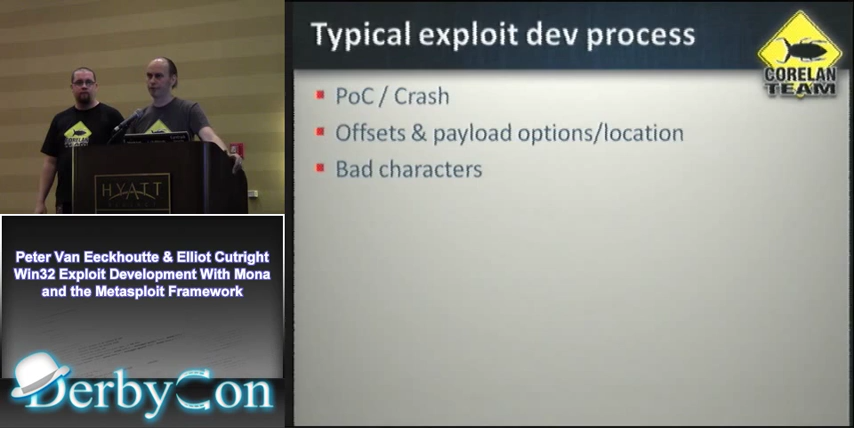 Typical exploit dev process
CORELAN
TEAM
PoC / Crash
Offsets & payload options/location
Bad characters
HYATT
Peter Van Eeckhoutte & Elliot Cutright
Win32 Exploit Development With Mona
and the Metasploit Framework
DerbyCon